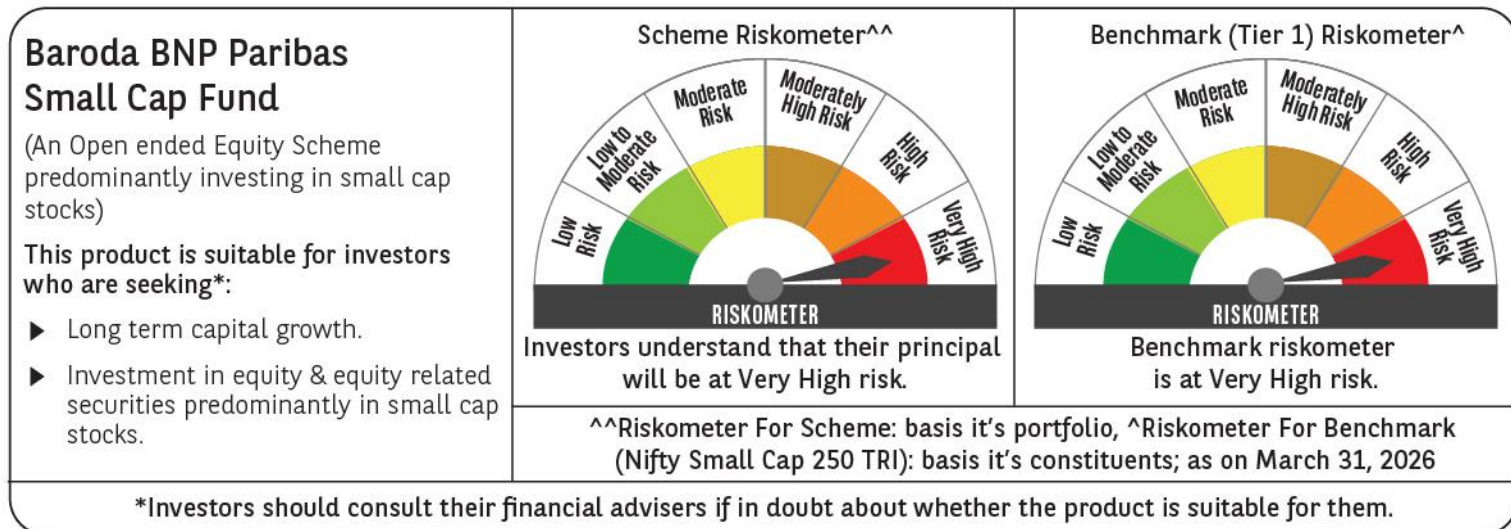 Baroda BNP Paribas
Small Cap Fund
(An Open ended Equity Scheme
predominantly investing in small cap
stocks)
This product is suitable for investors
who are seeking*:
▶ Long term capital growth.
▶ Investment in equity & equity related
securities predominantly in small cap
stocks.
Scheme Riskometer^^
Low
Risk
Low to
Moderate
Risk
Moderate
Risk
Moderately
High Risk
High
Risk
Very High
Risk
RISKOMETER
Investors understand that their principal
will be at Very High risk.
Benchmark (Tier 1) Riskometer^
Low
Risk
Low to
Moderate
Risk
Moderate
Risk
Moderately
High Risk
High
Risk
Very High
Risk
RISKOMETER
Benchmark riskometer
is at Very High risk.
^^Riskometer For Scheme: basis it's portfolio, ^Riskometer For Benchmark
(Nifty Small Cap 250 TRI): basis it's constituents; as on March 31, 2026
*Investors should consult their financial advisers if in doubt about whether the product is suitable for them.